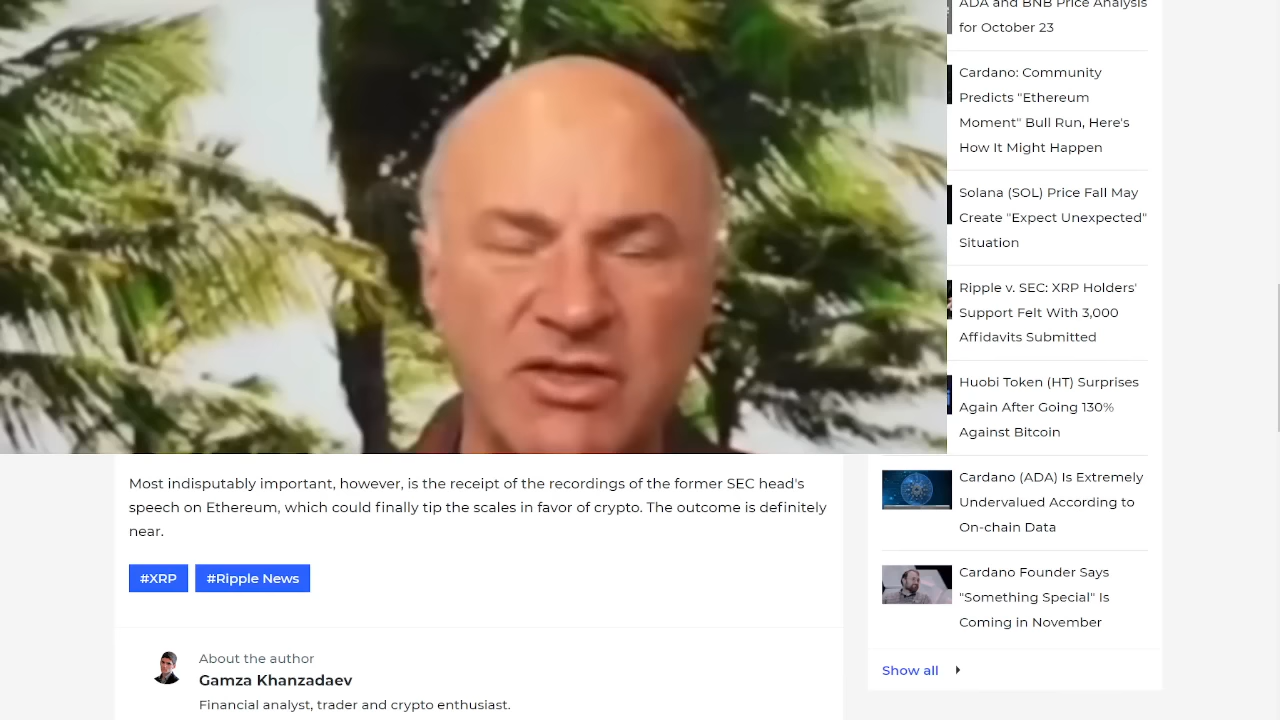 ADA and BNB Price Analysis
for October 23
Cardano: Community
Predicts "Ethereum
Moment" Bull Run, Here's
How It Might Happen
Solana (SOL) Price Fall May
Create "Expect Unexpected"
Situation
Ripple v. SEC: XRP Holders'
Support Felt With 3,000
Affidavits Submitted
Huobi Token (HT) Surprises
Again After Going 130%
Against Bitcoin
Cardano (ADA) Is Extremely
Undervalued According to
On-chain Data
Cardano Founder Says
"Something Special" Is
Coming in November
Show all
Most indisputably important, however, is the receipt of the recordings of the former SEC head's
speech on Ethereum, which could finally tip the scales in favor of crypto. The outcome is definitely
near.
#XRP
#Ripple News
About the author
Gamza Khanzadaev
Financial analyst, trader and crypto enthusiast.